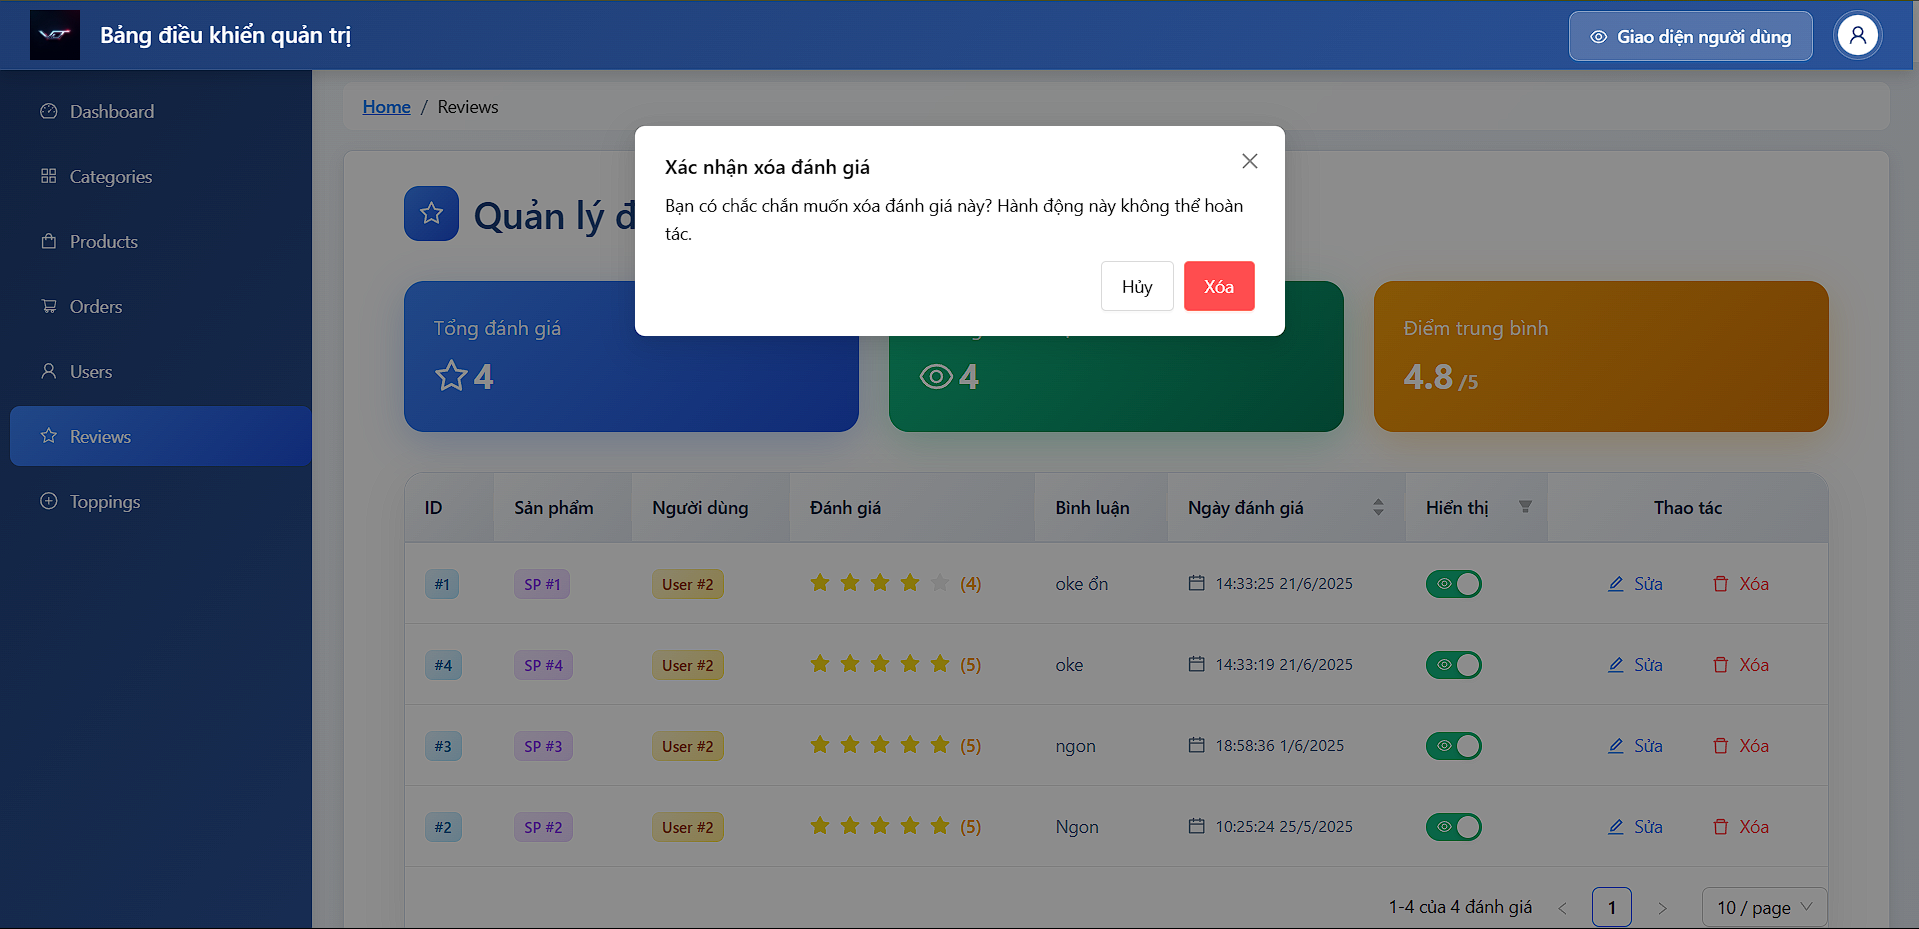 Bảng điều khiển quản trị
Giao diện người dùng
Dashboard
Categories
Products
Orders
Users
Reviews
Toppings
Home / Reviews
Xác nhận xóa đánh giá
Bạn có chắc chắn muốn xóa đánh giá này? Hành động này không thể hoàn
tác.
Hủy
Xóa
Quản lý
Tổng đánh giá
4
4
Điểm trung bình
4.8 /5
ID Sản phẩm Người dùng Đánh giá Bình luận Ngày đánh giá Hiển thị Thao tác
#1 SP #1 User #2 (4) oke ổn 14:33:25 21/6/2025 Sửa Xóa
#4 SP #4 User #2 (5) oke 14:33:19 21/6/2025 Sửa Xóa
#3 SP #3 User #2 (5) ngon 18:58:36 1/6/2025 Sửa Xóa
#2 SP #2 User #2 (5) Ngon 10:25:24 25/5/2025 Sửa Xóa
1-4 của 4 đánh giá < 1 > 10 / page